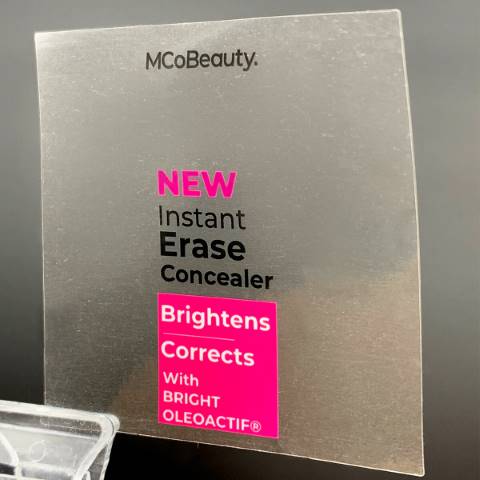 MCoBeauty.
NEW
Instant
Erase
Concealer
Brightens
Corrects
With
BRIGHT
OLEOACTIF®